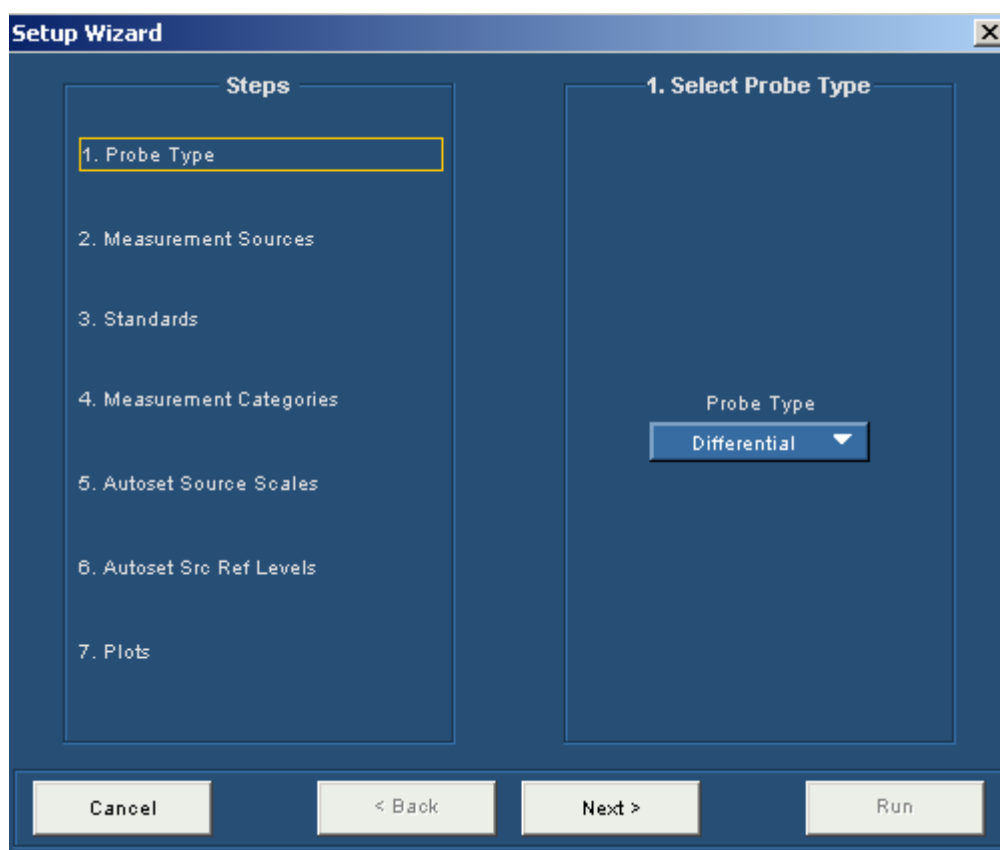 Setup Wizard
Steps
1. Probe Type
2. Measurement Sources
3. Standards
4. Measurement Categories
5. Autoset Source Scales
6. Autoset Src Ref Levels
7. Plots
1. Select Probe Type
Probe Type
Differential
Cancel
< Back
Next >
Run